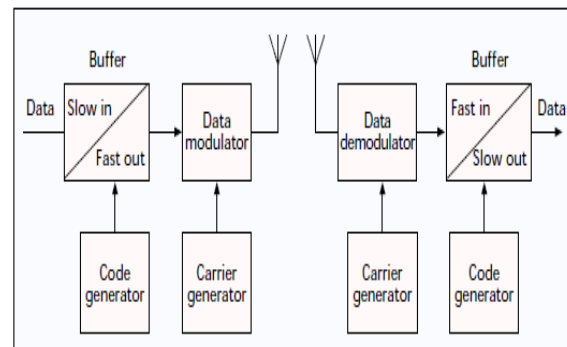 Buffer
Buffer
Data
Slow in
Fast out
Data
modulator
Data
demodulator
Fast in
Slow out
Data
Code
generator
Carrier
generator
Carrier
generator
Code
generator